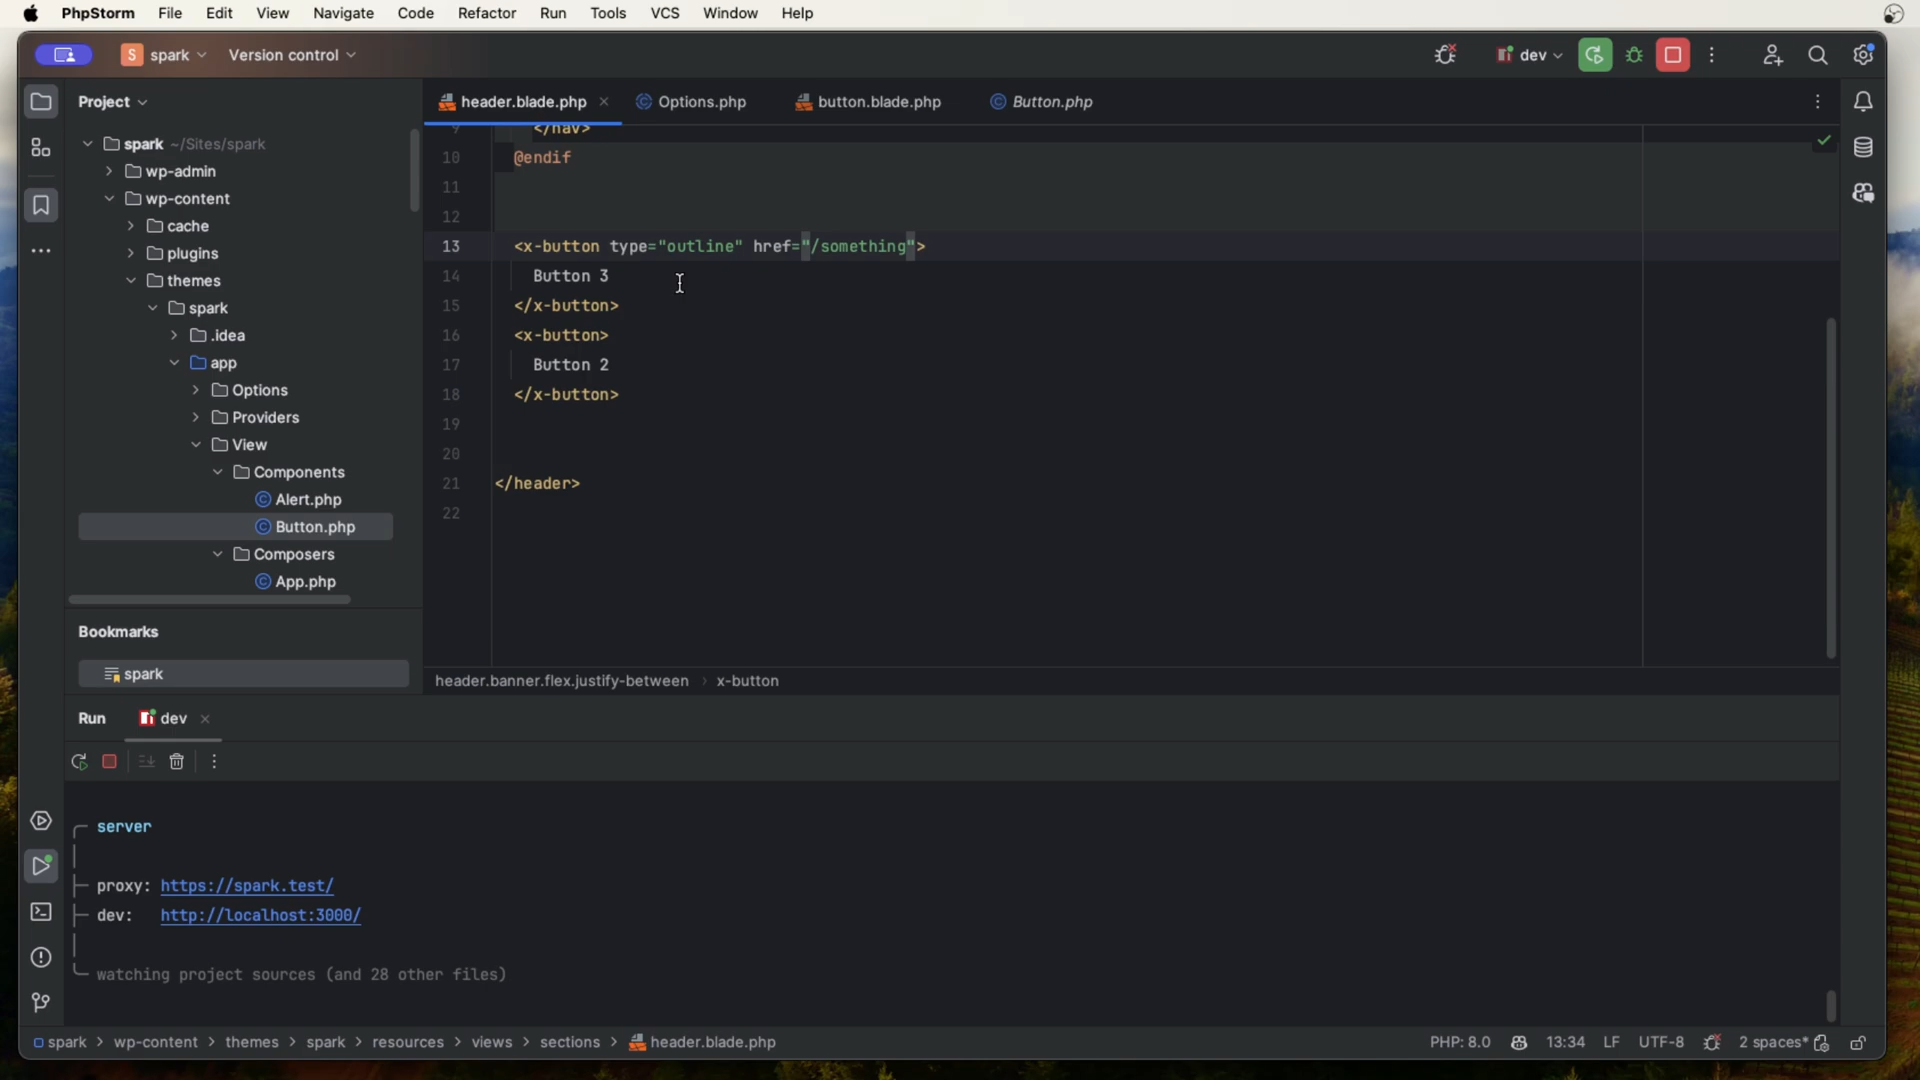 PhpStorm File Edit View Navigate Code Refactor Run Tools VCS Window Help
S spark Version control dev
Project
header.blade.php Options.php button.blade.php Button.php
spark ~/Sites/spark
wp-admin
wp-content
cache
plugins
themes
spark
.idea
app
Options
Providers
View
Components
Alert.php
Button.php
Composers
App.php
Bookmarks
spark
9 </nav>
10 @endif
11
12
13 <x-button type="outline" href="/something">
14 Button 3
15 </x-button>
16 <x-button>
17 Button 2
18 </x-button>
19
20
21 </header>
22
header.banner.flex.justify-between › x-button
Run dev
server
proxy: https://spark.test/
dev: http://localhost:3000/
watching project sources (and 28 other files)
spark › wp-content › themes › spark › resources › views › sections › header.blade.php PHP: 8.0 13:34 LF UTF-8 2 spaces*